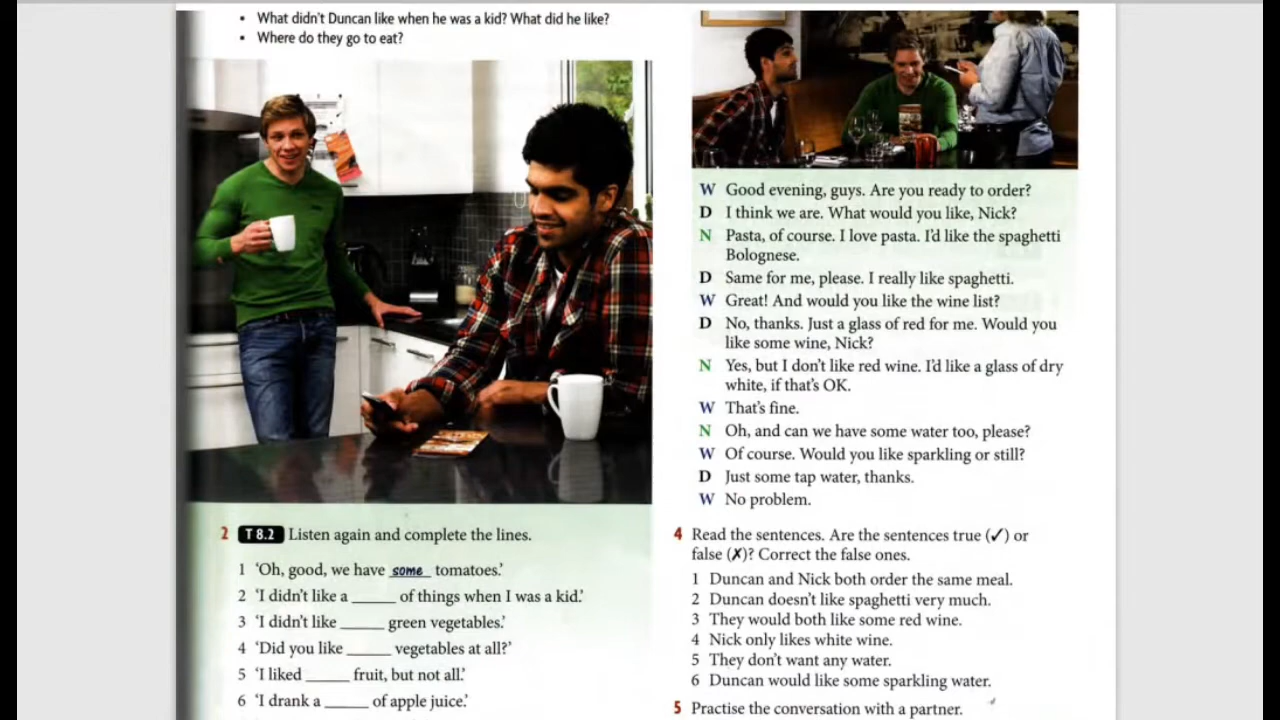 • What didn't Duncan like when he was a kid? What did he like?
• Where do they go to eat?
2 T 8.2 Listen again and complete the lines.
1 'Oh, good, we have some tomatoes.'
2 'I didn't like a _____ of things when I was a kid.'
3 'I didn't like _____ green vegetables.'
4 'Did you like _____ vegetables at all?'
5 'I liked _____ fruit, but not all.'
6 'I drank a _____ of apple juice.'
W Good evening, guys. Are you ready to order?
D I think we are. What would you like, Nick?
N Pasta, of course. I love pasta. I'd like the spaghetti
Bolognese.
D Same for me, please. I really like spaghetti.
W Great! And would you like the wine list?
D No, thanks. Just a glass of red for me. Would you
like some wine, Nick?
N Yes, but I don't like red wine. I'd like a glass of dry
white, if that's OK.
W That's fine.
N Oh, and can we have some water too, please?
W Of course. Would you like sparkling or still?
D Just some tap water, thanks.
W No problem.
4 Read the sentences. Are the sentences true (✓) or
false (✗)? Correct the false ones.
1 Duncan and Nick both order the same meal.
2 Duncan doesn't like spaghetti very much.
3 They would both like some red wine.
4 Nick only likes white wine.
5 They don't want any water.
6 Duncan would like some sparkling water.
5 Practise the conversation with a partner.